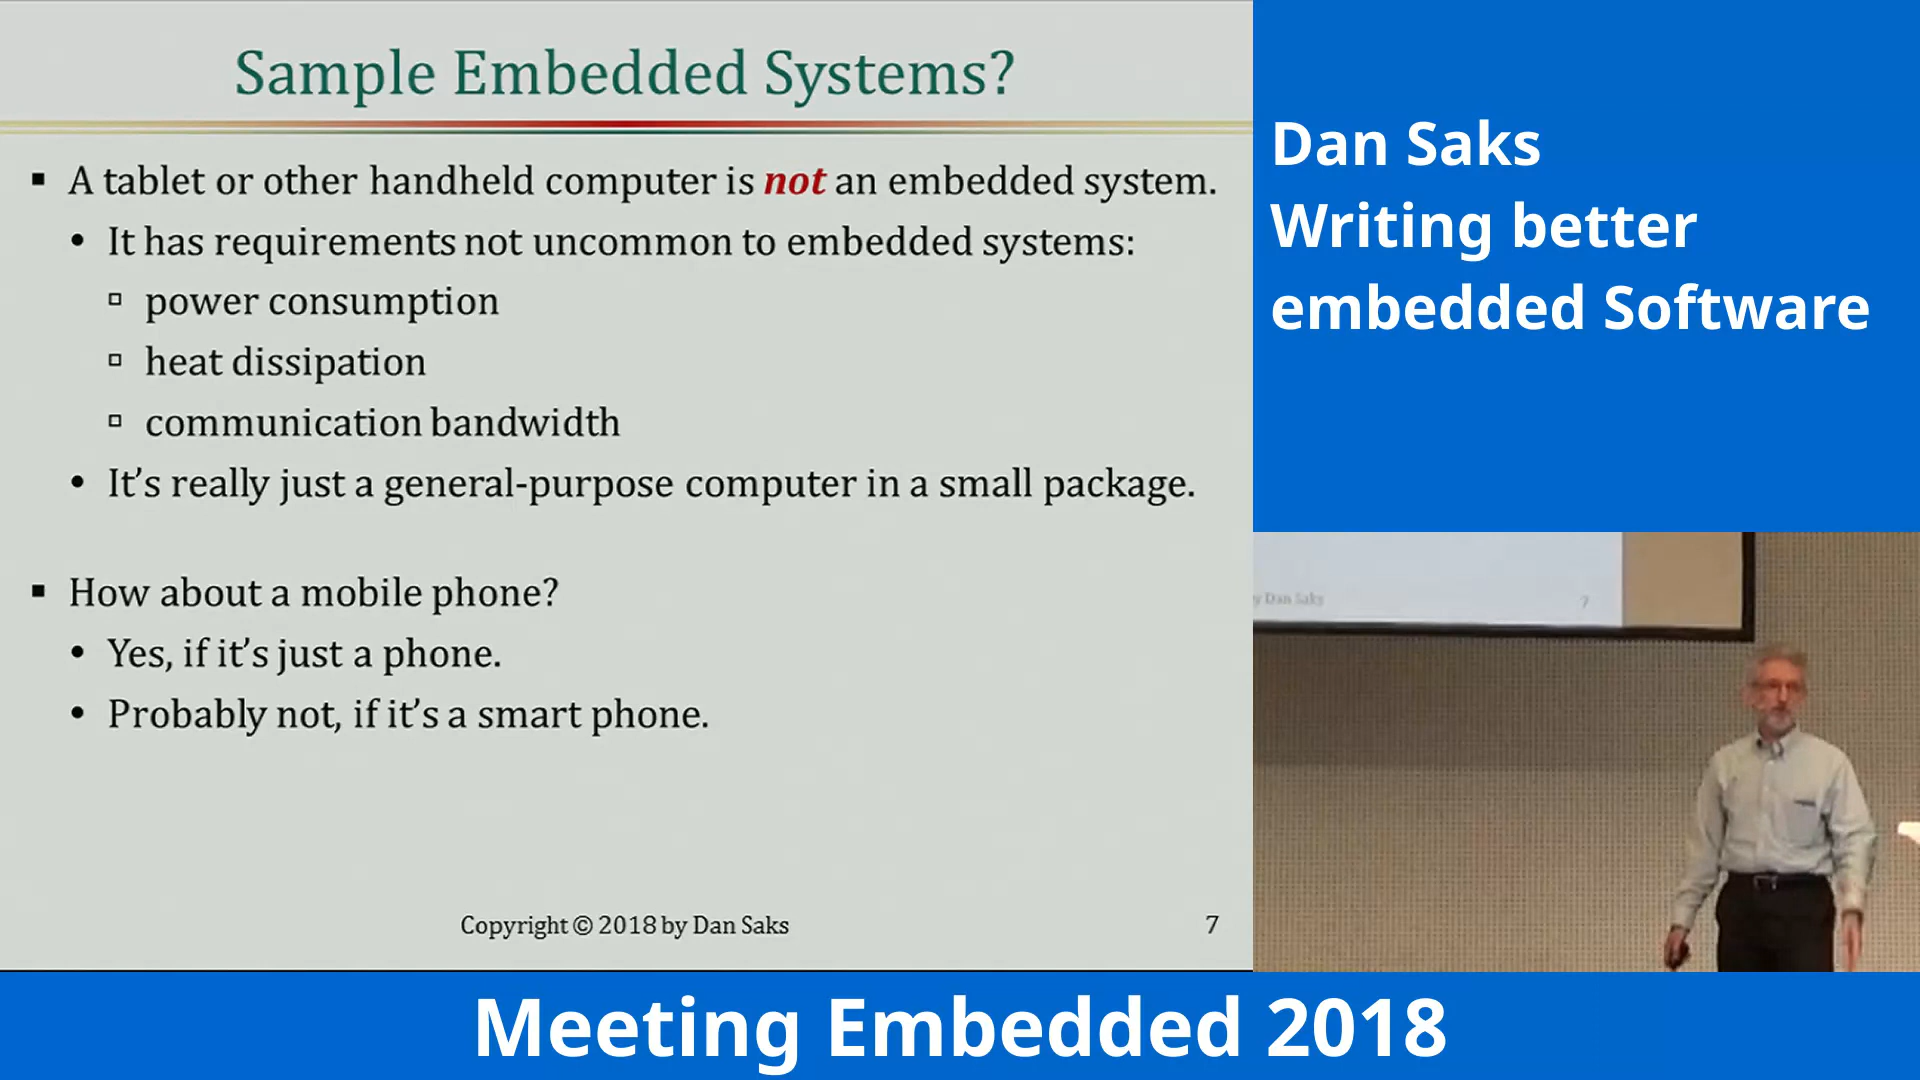 Sample Embedded Systems?
▪ A tablet or other handheld computer is not an embedded system.
• It has requirements not uncommon to embedded systems:
▫ power consumption
▫ heat dissipation
▫ communication bandwidth
• It's really just a general-purpose computer in a small package.
▪ How about a mobile phone?
• Yes, if it's just a phone.
• Probably not, if it's a smart phone.
Copyright © 2018 by Dan Saks
7
Dan Saks
Writing better
embedded Software
y Dan Saks
7
Meeting Embedded 2018